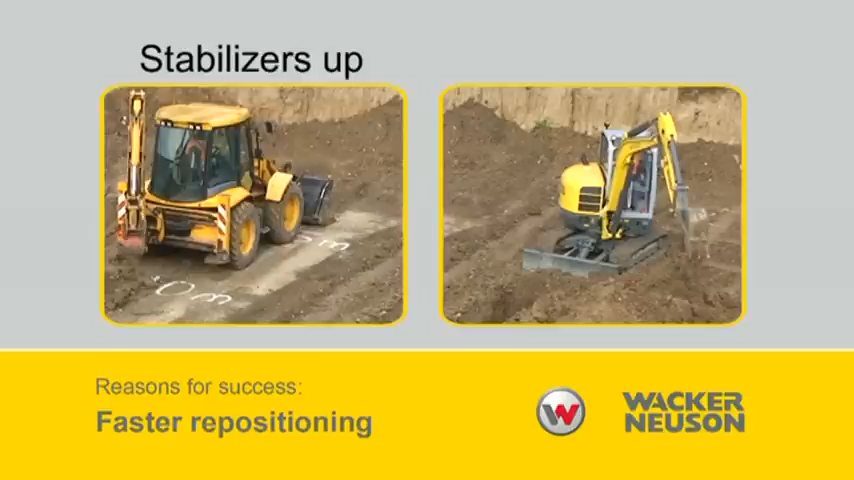 Stabilizers up
Reasons for success:
Faster repositioning
WACKER
NEUSON